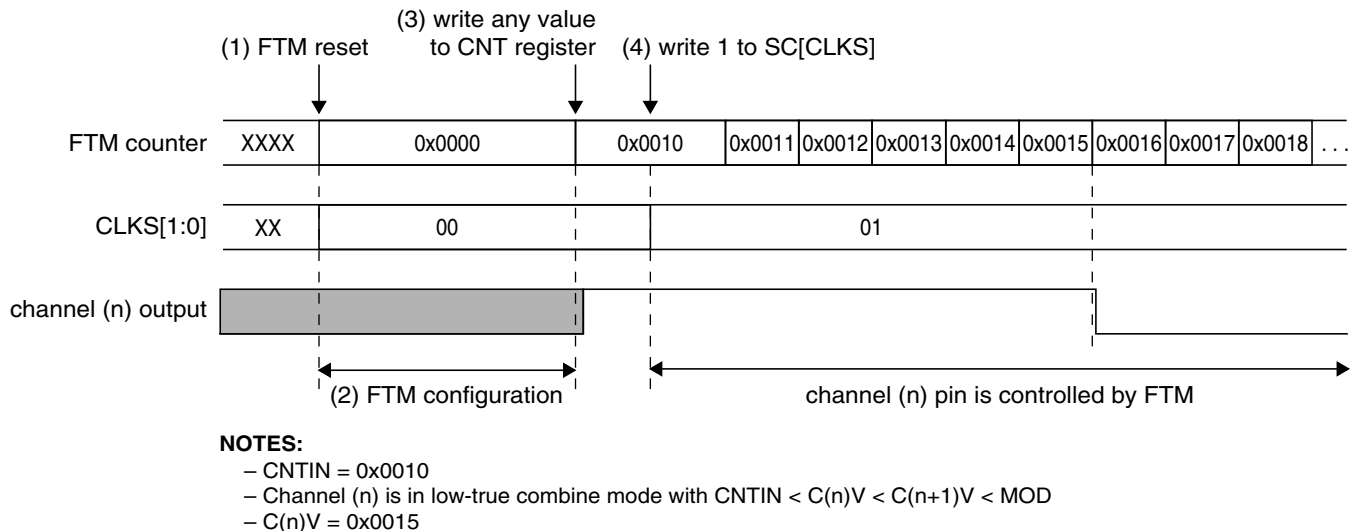 (3) write any value
(1) FTM reset to CNT register (4) write 1 to SC[CLKS]
FTM counter XXXX 0x0000 0x0010 0x0011 0x0012 0x0013 0x0014 0x0015 0x0016 0x0017 0x0018 . . .
CLKS[1:0] XX 00 01
channel (n) output
(2) FTM configuration channel (n) pin is controlled by FTM
NOTES:
– CNTIN = 0x0010
– Channel (n) is in low-true combine mode with CNTIN < C(n)V < C(n+1)V < MOD
– C(n)V = 0x0015